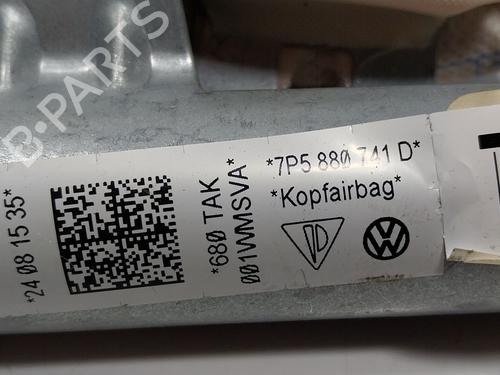 B-PARTS
*24 08 15 35*
*680 TAK
001WMSVA*
*7P5 880 741 D*
*Kopfairbag*